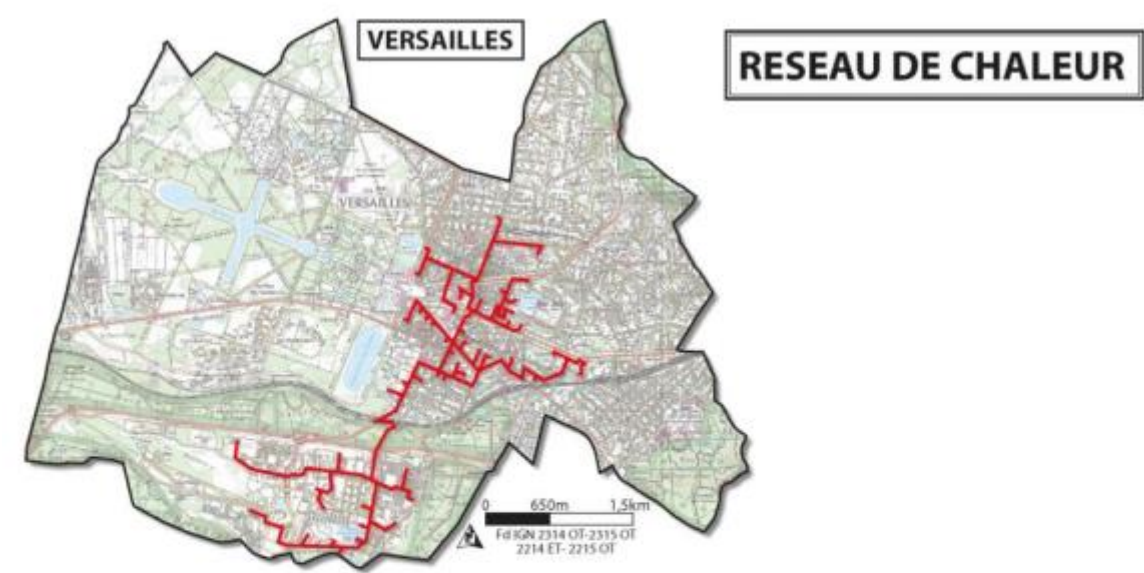 VERSAILLES
RESEAU DE CHALEUR
VERSAILLES
0 650m 1,5km
Fd IGN 2314 OT-2315 OT
2214 ET- 2215 OT